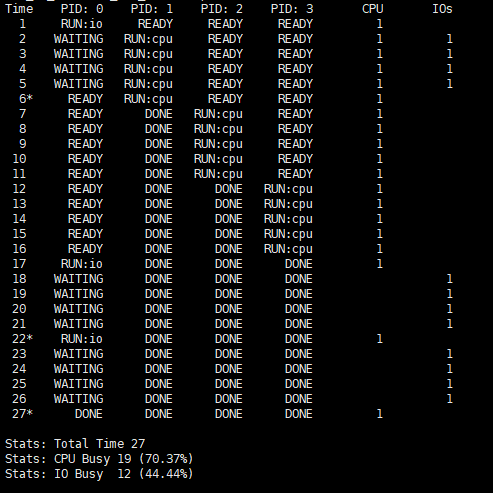 Time PID: 0 PID: 1 PID: 2 PID: 3 CPU IOs
1 RUN:io READY READY READY 1
2 WAITING RUN:cpu READY READY 1 1
3 WAITING RUN:cpu READY READY 1 1
4 WAITING RUN:cpu READY READY 1 1
5 WAITING RUN:cpu READY READY 1 1
6* READY RUN:cpu READY READY 1
7 READY DONE RUN:cpu READY 1
8 READY DONE RUN:cpu READY 1
9 READY DONE RUN:cpu READY 1
10 READY DONE RUN:cpu READY 1
11 READY DONE RUN:cpu READY 1
12 READY DONE DONE RUN:cpu 1
13 READY DONE DONE RUN:cpu 1
14 READY DONE DONE RUN:cpu 1
15 READY DONE DONE RUN:cpu 1
16 READY DONE DONE RUN:cpu 1
17 RUN:io DONE DONE DONE 1
18 WAITING DONE DONE DONE 1
19 WAITING DONE DONE DONE 1
20 WAITING DONE DONE DONE 1
21 WAITING DONE DONE DONE 1
22* RUN:io DONE DONE DONE 1
23 WAITING DONE DONE DONE 1
24 WAITING DONE DONE DONE 1
25 WAITING DONE DONE DONE 1
26 WAITING DONE DONE DONE 1
27* DONE DONE DONE DONE 1
Stats: Total Time 27
Stats: CPU Busy 19 (70.37%)
Stats: IO Busy 12 (44.44%)